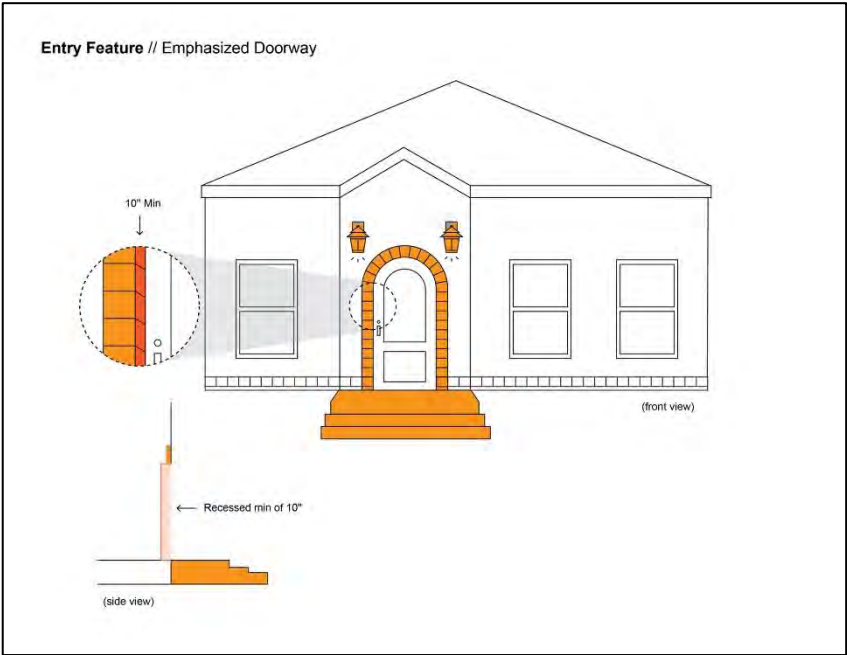 Entry Feature // Emphasized Doorway
10" Min
(front view)
Recessed min of 10"
(side view)